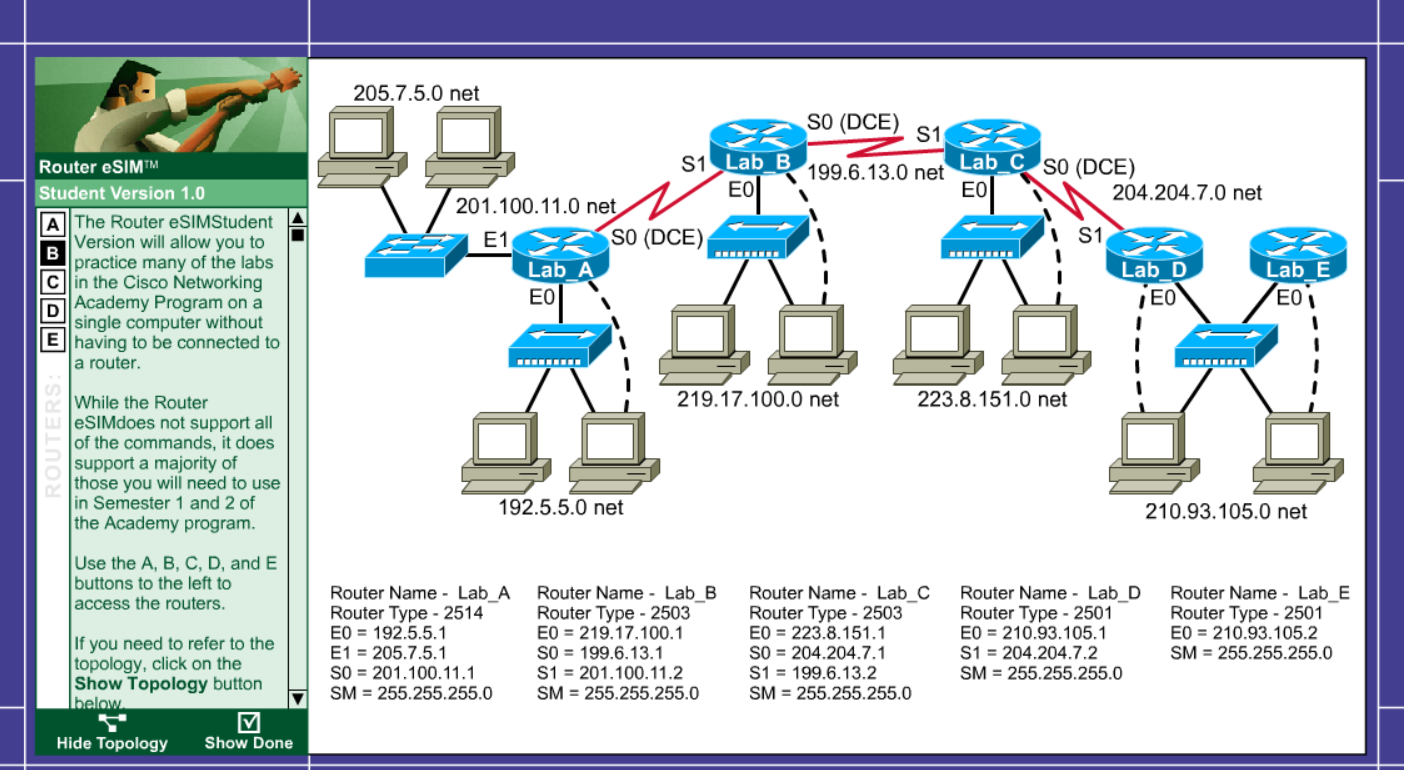 Router eSIM™
Student Version 1.0
A
B
C
D
E
ROUTERS:
The Router eSIMStudent
Version will allow you to
practice many of the labs
in the Cisco Networking
Academy Program on a
single computer without
having to be connected to
a router.
While the Router
eSIMdoes not support all
of the commands, it does
support a majority of
those you will need to use
in Semester 1 and 2 of
the Academy program.
Use the A, B, C, D, and E
buttons to the left to
access the routers.
If you need to refer to the
topology, click on the
Show Topology button
below.
Hide Topology
Show Done
205.7.5.0 net
201.100.11.0 net
E1
Lab_A
E0
S0 (DCE)
192.5.5.0 net
S1
Lab_B
E0
S0 (DCE)
199.6.13.0 net
219.17.100.0 net
S1
Lab_C
E0
S0 (DCE)
204.204.7.0 net
223.8.151.0 net
S1
Lab_D
E0
Lab_E
E0
210.93.105.0 net
Router Name - Lab_A
Router Type - 2514
E0 = 192.5.5.1
E1 = 205.7.5.1
S0 = 201.100.11.1
SM = 255.255.255.0
Router Name - Lab_B
Router Type - 2503
E0 = 219.17.100.1
S0 = 199.6.13.1
S1 = 201.100.11.2
SM = 255.255.255.0
Router Name - Lab_C
Router Type - 2503
E0 = 223.8.151.1
S0 = 204.204.7.1
S1 = 199.6.13.2
SM = 255.255.255.0
Router Name - Lab_D
Router Type - 2501
E0 = 210.93.105.1
S1 = 204.204.7.2
SM = 255.255.255.0
Router Name - Lab_E
Router Type - 2501
E0 = 210.93.105.2
SM = 255.255.255.0